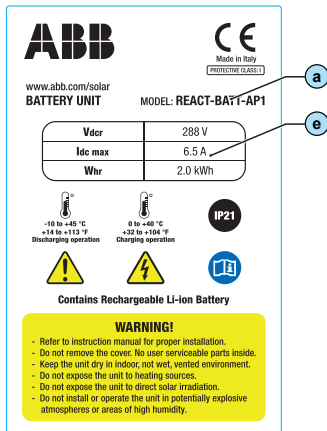 ABB
CE
Made in Italy
PROTECTIVE CLASS: I
a
www.abb.com/solar
BATTERY UNIT MODEL: REACT-BATT-AP1
e
Vdcr 288 V
Idc max 6.5 A
Whr 2.0 kWh
-10 to +45 °C
+14 to +113 °F
Discharging operation
0 to +40 °C
+32 to +104 °F
Charging operation
IP21
Contains Rechargeable Li-ion Battery
WARNING!
- Refer to instruction manual for proper installation.
- Do not remove the cover. No user serviceable parts inside.
- Keep the unit dry in indoor, not wet, vented environment.
- Do not expose the unit to heating sources.
- Do not expose the unit to direct solar irradiation.
- Do not install or operate the unit in potentially explosive
atmospheres or areas of high humidity.